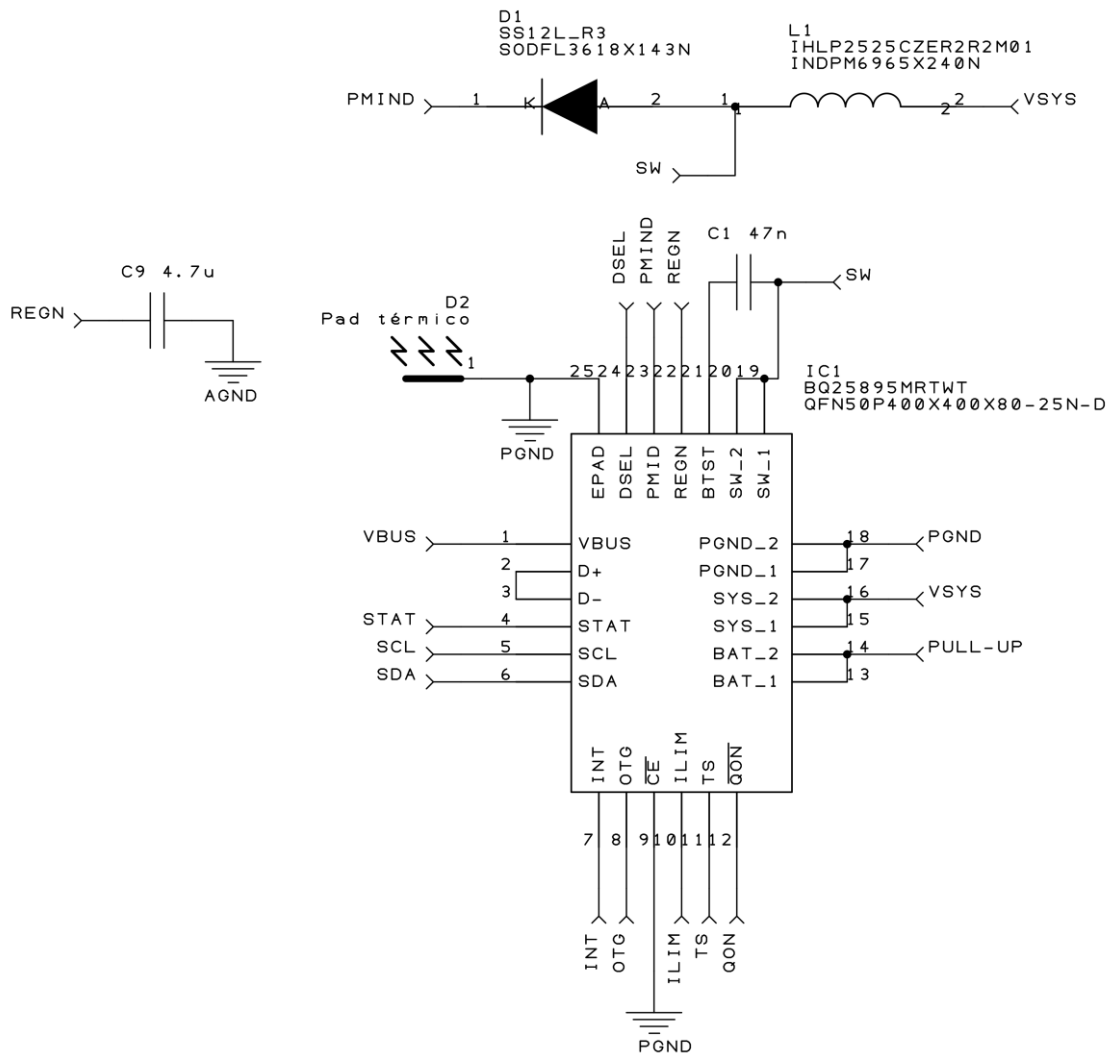 D1
SS12L_R3
SODFL3618X143N
L1
IHLP2525CZER2R2M01
INDPM6965X240N
PMIND 1 K A 2 1 1 2 2 VSYS
SW
DSEL PMIND REGN
C1 47n
SW
C9 4.7u
REGN
AGND
D2
Pad térmico
1
PGND
25 24 23 22 21 20 19
IC1
BQ25895MRTWT
QFN50P400X400X80-25N-D
EPAD DSEL PMID REGN BTST SW_2 SW_1
VBUS 1 VBUS PGND_2 18 PGND
2 D+ PGND_1 17
3 D- SYS_2 16 VSYS
STAT 4 STAT SYS_1 15
SCL 5 SCL BAT_2 14 PULL-UP
SDA 6 SDA BAT_1 13
INT OTG CE ILIM TS QON
7 8 9 10 11 12
INT OTG ILIM TS QON
PGND